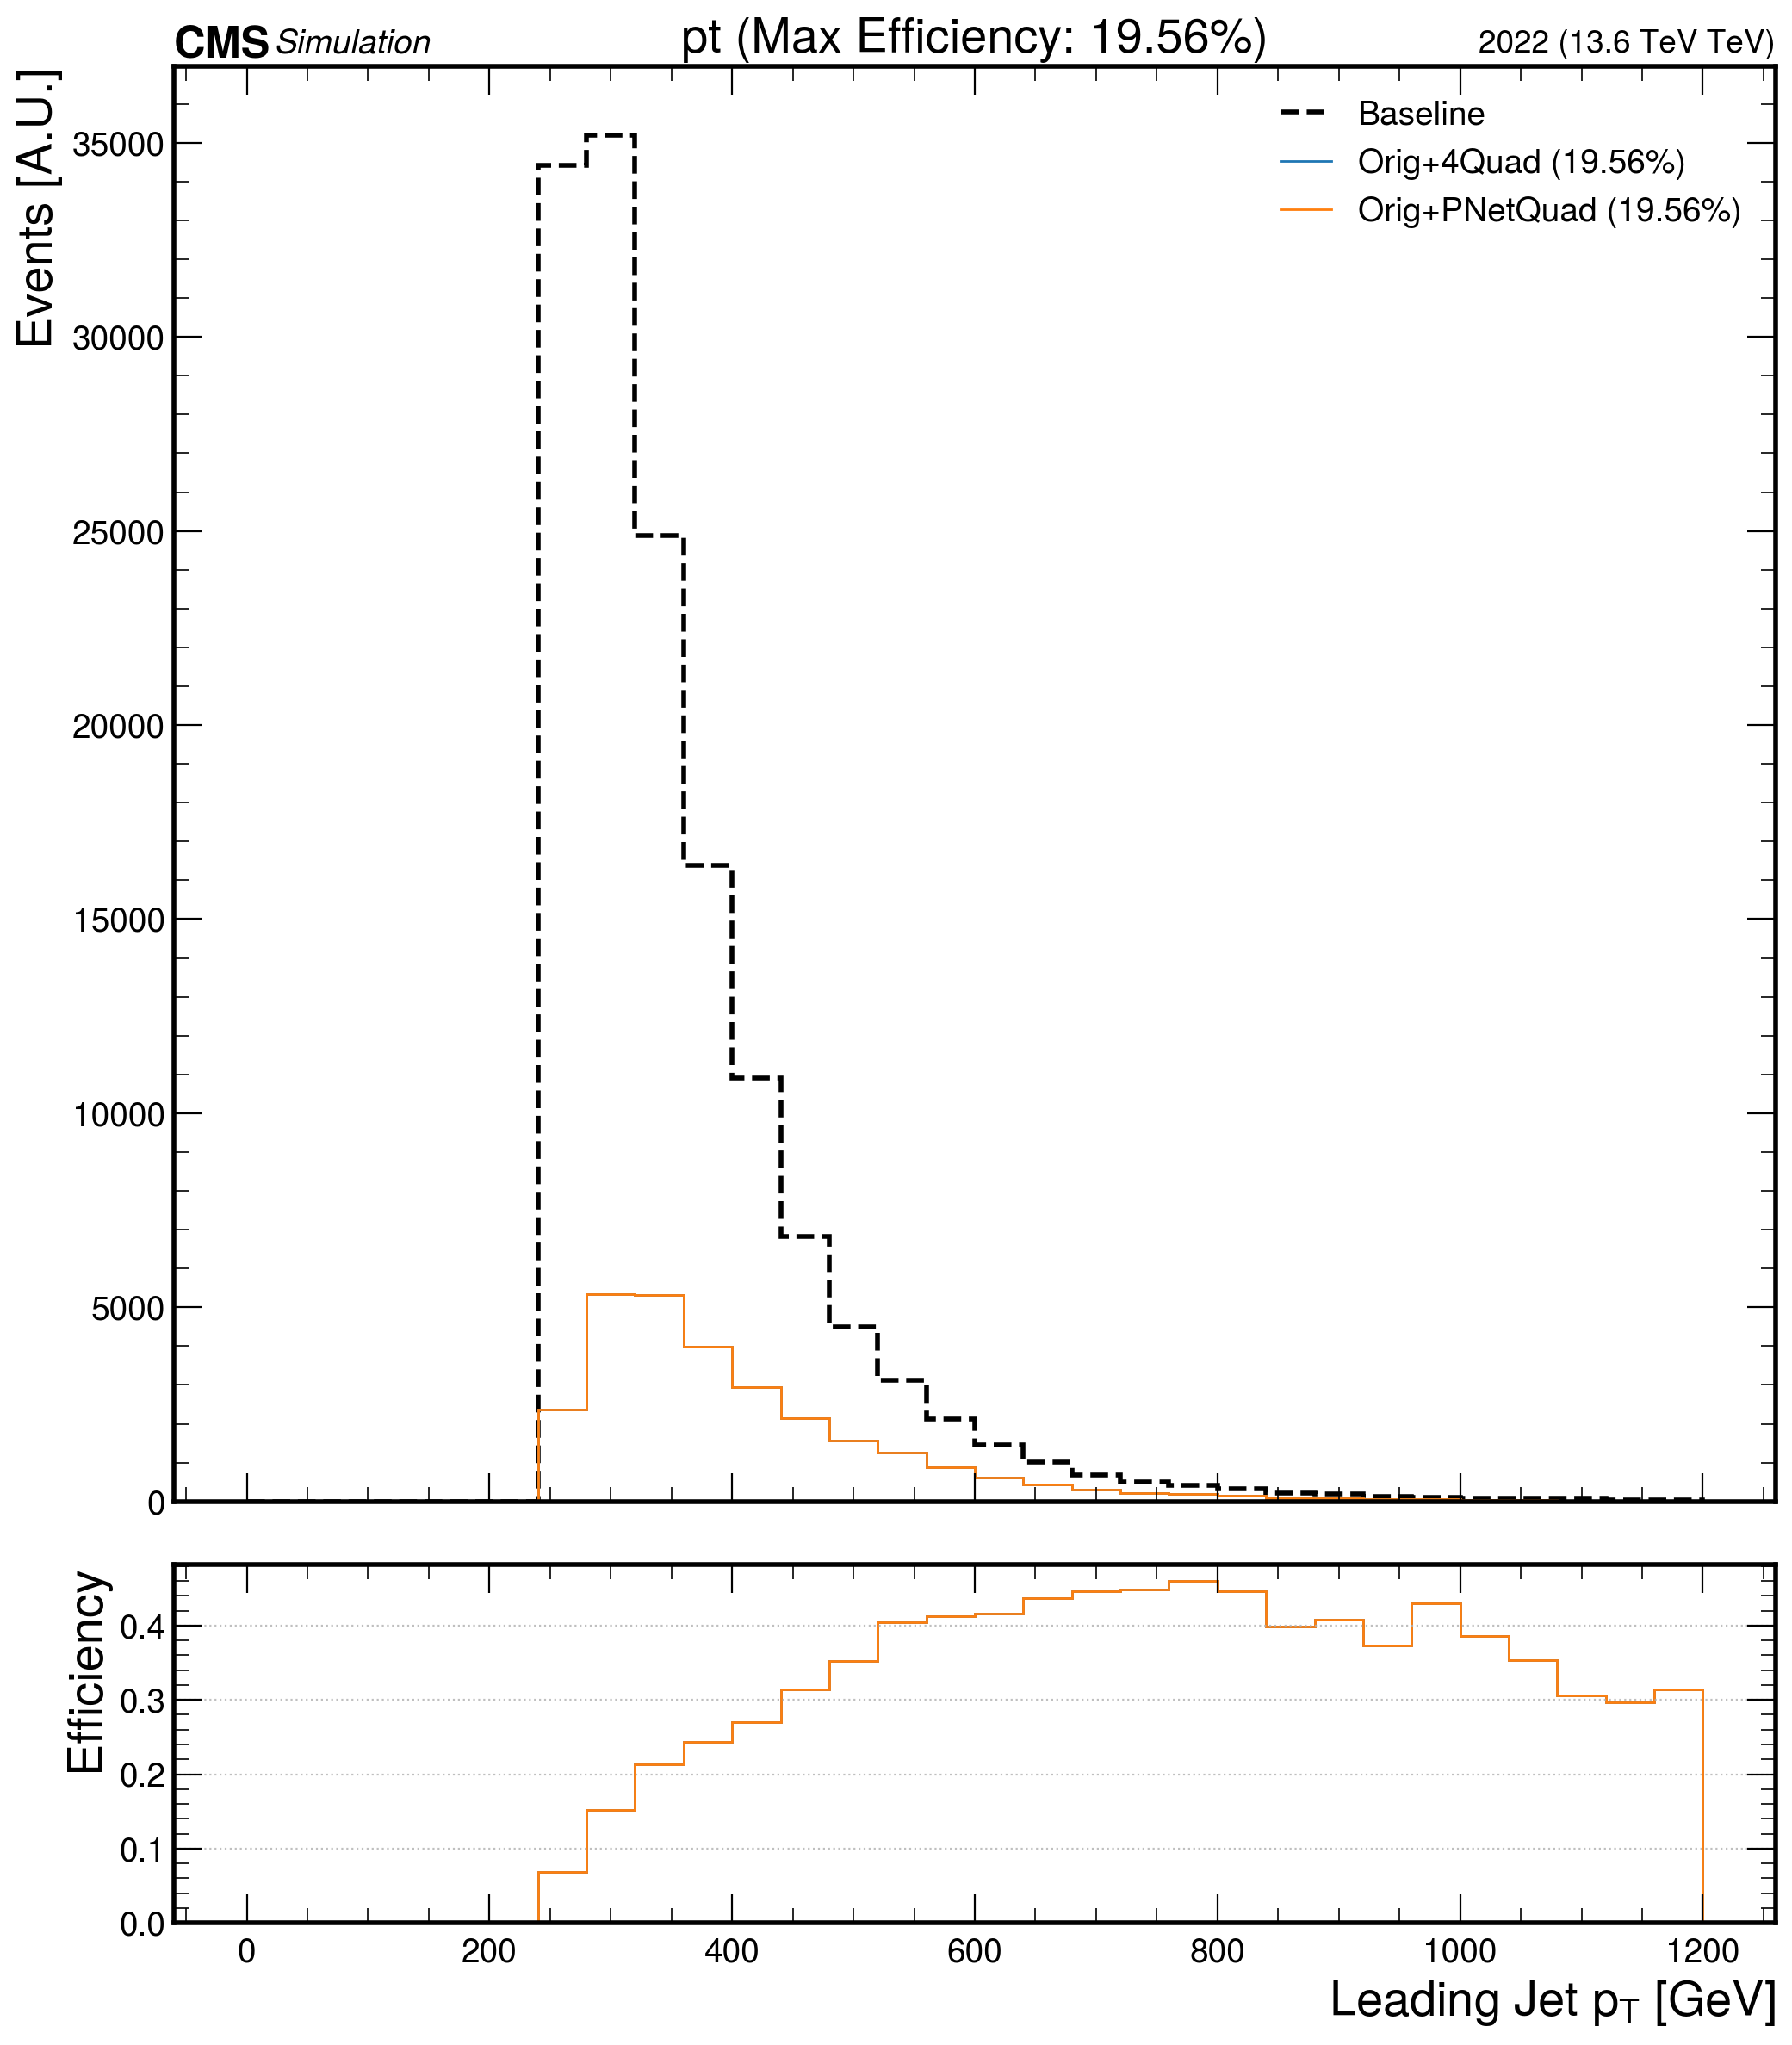 CMS Simulation pt (Max Efficiency: 19.56%) 2022 (13.6 TeV TeV)
Events [A.U.]
35000
30000
25000
20000
15000
10000
5000
0
Baseline
Orig+4Quad (19.56%)
Orig+PNetQuad (19.56%)
Efficiency
0.4
0.3
0.2
0.1
0.0
0 200 400 600 800 1000 1200
Leading Jet pT [GeV]